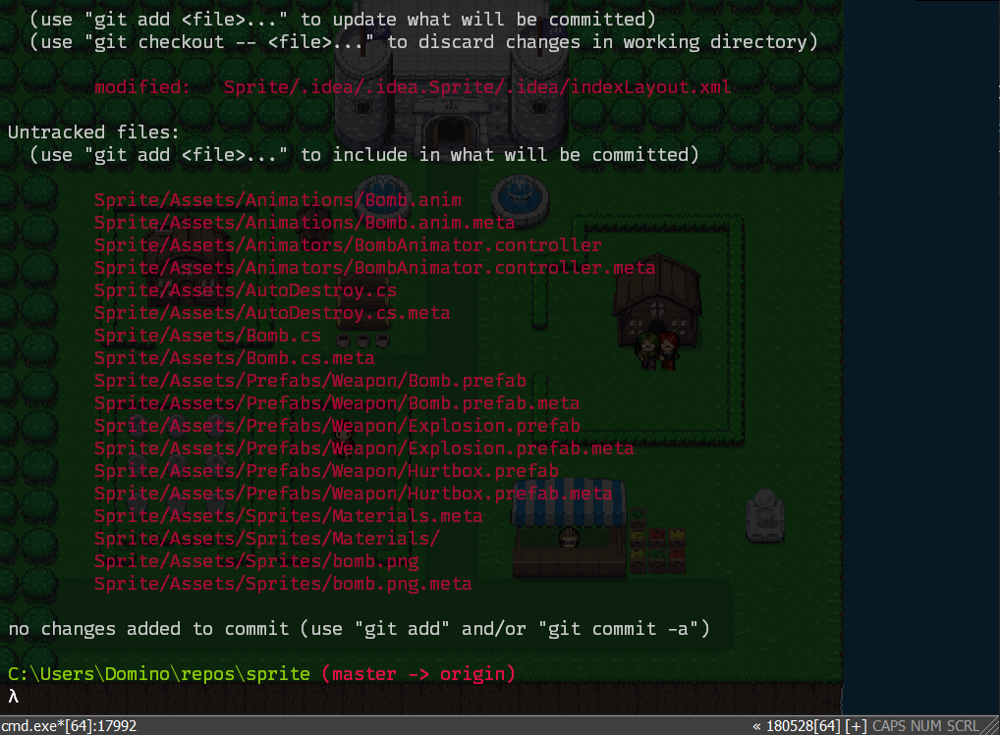 (use "git add <file>..." to update what will be committed)
(use "git checkout -- <file>..." to discard changes in working directory)
modified: Sprite/.idea/.idea.Sprite/.idea/indexLayout.xml
Untracked files:
(use "git add <file>..." to include in what will be committed)
Sprite/Assets/Animations/Bomb.anim
Sprite/Assets/Animations/Bomb.anim.meta
Sprite/Assets/Animators/BombAnimator.controller
Sprite/Assets/Animators/BombAnimator.controller.meta
Sprite/Assets/AutoDestroy.cs
Sprite/Assets/AutoDestroy.cs.meta
Sprite/Assets/Bomb.cs
Sprite/Assets/Bomb.cs.meta
Sprite/Assets/Prefabs/Weapon/Bomb.prefab
Sprite/Assets/Prefabs/Weapon/Bomb.prefab.meta
Sprite/Assets/Prefabs/Weapon/Explosion.prefab
Sprite/Assets/Prefabs/Weapon/Explosion.prefab.meta
Sprite/Assets/Prefabs/Weapon/Hurtbox.prefab
Sprite/Assets/Prefabs/Weapon/Hurtbox.prefab.meta
Sprite/Assets/Sprites/Materials.meta
Sprite/Assets/Sprites/Materials/
Sprite/Assets/Sprites/bomb.png
Sprite/Assets/Sprites/bomb.png.meta
no changes added to commit (use "git add" and/or "git commit -a")
C:\Users\Domino\repos\sprite (master -> origin)
λ
cmd.exe*[64]:17992 « 180528[64] [+] CAPS NUM SCRL